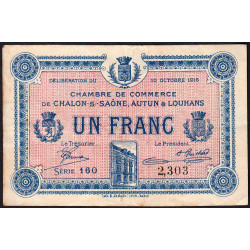 DÉLIBÉRATION DU 10 OCTOBRE 1916
CHAMBRE DE COMMERCE
DE CHALON-S-SAÔNE, AUTUN & LOUHANS
UN FRANC
Le Trésorier Le Président
SÉRIE 160 2,303